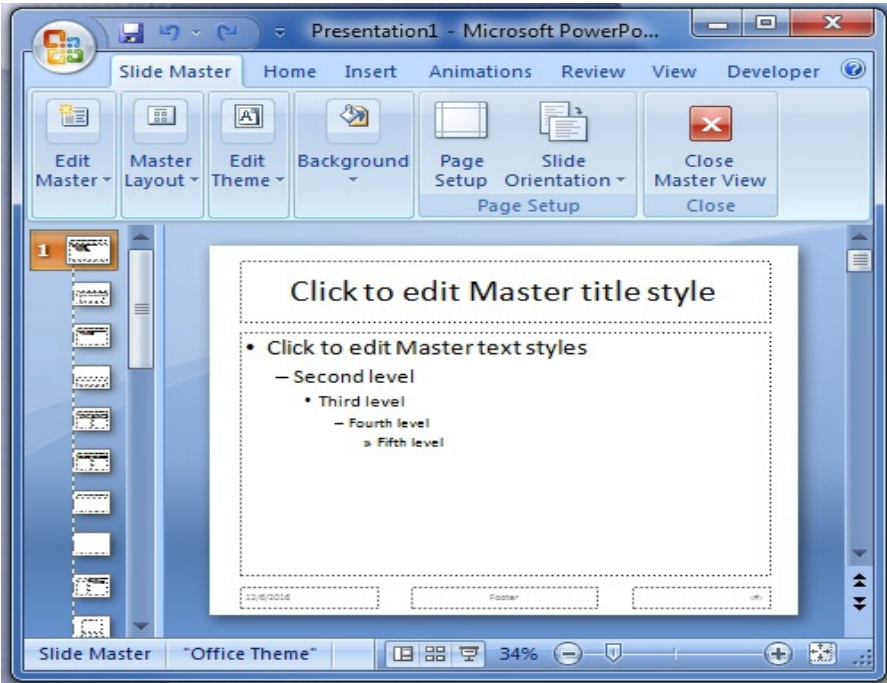 Presentation1 - Microsoft PowerPo...
Slide Master Home Insert Animations Review View Developer
Edit Master
Master Layout
Edit Theme
Background
Page Setup
Slide Orientation
Close Master View
Page Setup
Close
1
Click to edit Master title style
• Click to edit Master text styles
– Second level
• Third level
– Fourth level
» Fifth level
12/6/2016 Footer ‹#›
Slide Master "Office Theme" 34%